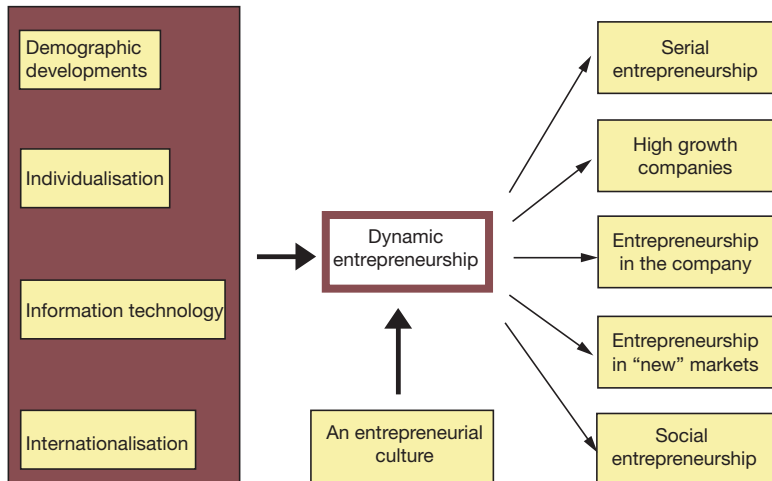 Demographic
developments
Individualisation
Information technology
Internationalisation
Dynamic
entrepreneurship
An entrepreneurial
culture
Serial
entrepreneurship
High growth
companies
Entrepreneurship
in the company
Entrepreneurship
in “new” markets
Social
entrepreneurship